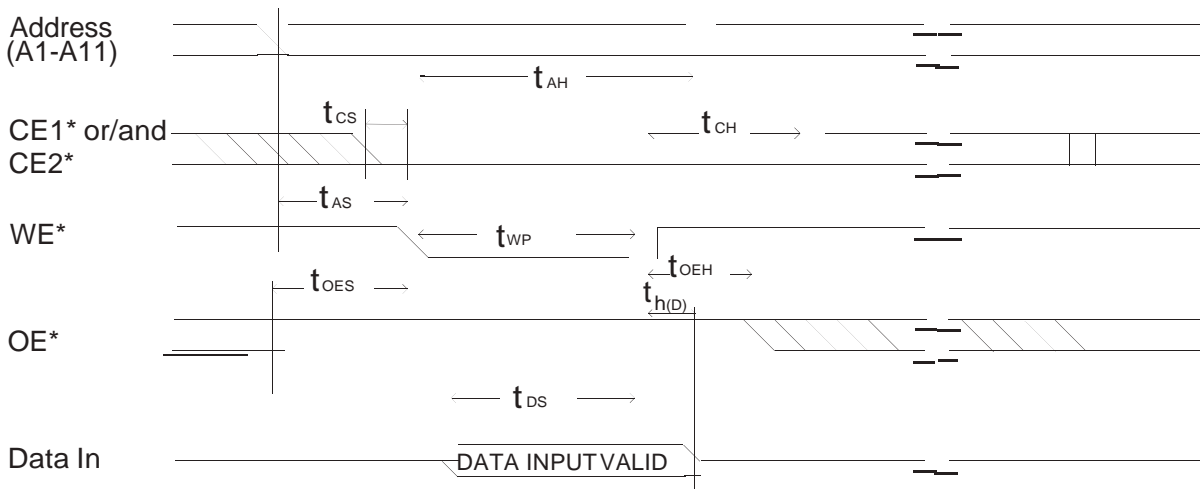 Address
(A1-A11)
tAH
tCS
CE1* or/and
tCH
CE2*
tAS
WE*
tWP
tOEH
tOES
th(D)
OE*
tDS
Data In
DATA INPUT VALID